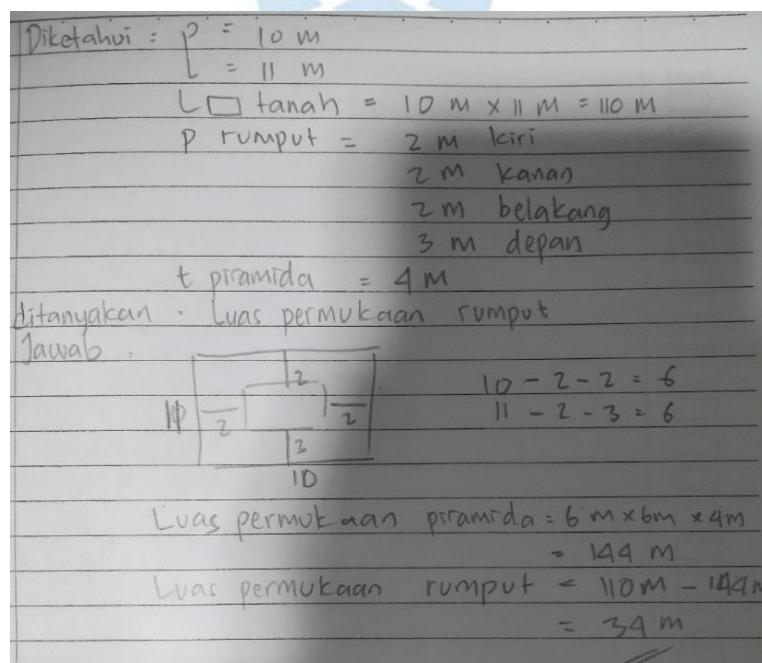 Diketahui : p = 10 m
l = 11 m
L □ tanah = 10 m x 11 m = 110 m
p rumput = 2 m kiri
2 m kanan
2 m belakang
3 m depan
t piramida = 4 m
ditanyakan . Luas permukaan rumput
Jawab :
2
10 - 2 - 2 = 6
11 2 2
11 - 2 - 3 = 6
3
10
Luas permukaan piramida = 6 m x 6m x 4m
= 144 m
Luas permukaan rumput = 110m - 144m
= 34 m